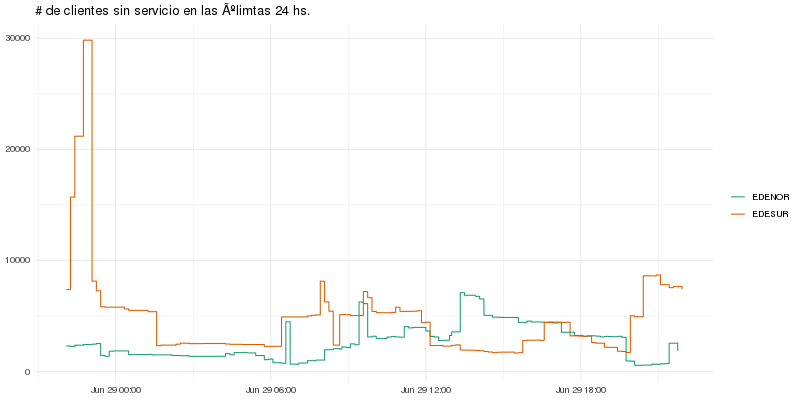 # de clientes sin servicio en las Ãºlimtas 24 hs.
30000
20000
10000
0
Jun 29 00:00 Jun 29 06:00 Jun 29 12:00 Jun 29 18:00
EDENOR
EDESUR